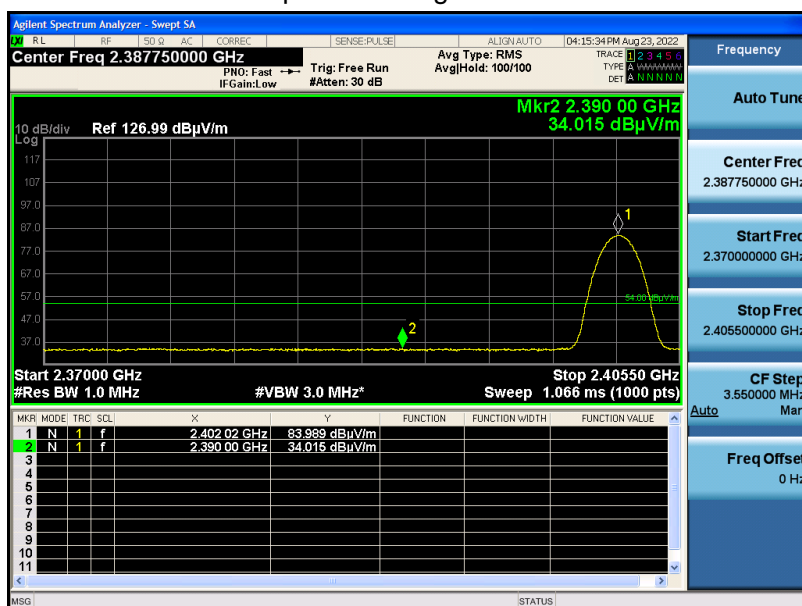 Agilent Spectrum Analyzer - Swept SA
LXI RL RF 50 Ω AC CORREC SENSE:PULSE ALIGN AUTO 04:15:34 PM Aug 23, 2022
Center Freq 2.387750000 GHz
PNO: Fast
IFGain:Low
Trig: Free Run
#Atten: 30 dB
Avg Type: RMS
Avg|Hold: 100/100
TRACE 1 2 3 4 5 6
TYPE A WWWWW
DET A N N N N N
Mkr2 2.390 00 GHz
34.015 dBµV/m
10 dB/div Ref 126.99 dBµV/m
Log
117
107
97.0
87.0
77.0
67.0
57.0
47.0
37.0
1
2
54.00 dBµV/m
Start 2.37000 GHz Stop 2.40550 GHz
#Res BW 1.0 MHz #VBW 3.0 MHz* Sweep 1.066 ms (1000 pts)
MKR MODE TRC SCL X Y FUNCTION FUNCTION WIDTH FUNCTION VALUE
1 N 1 f 2.402 02 GHz 83.989 dBµV/m
2 N 1 f 2.390 00 GHz 34.015 dBµV/m
3
4
5
6
7
8
9
10
11
MSG STATUS
Frequency
Auto Tune
Center Freq
2.387750000 GHz
Start Freq
2.370000000 GHz
Stop Freq
2.405500000 GHz
CF Step
3.550000 MHz
Auto Man
Freq Offset
0 Hz